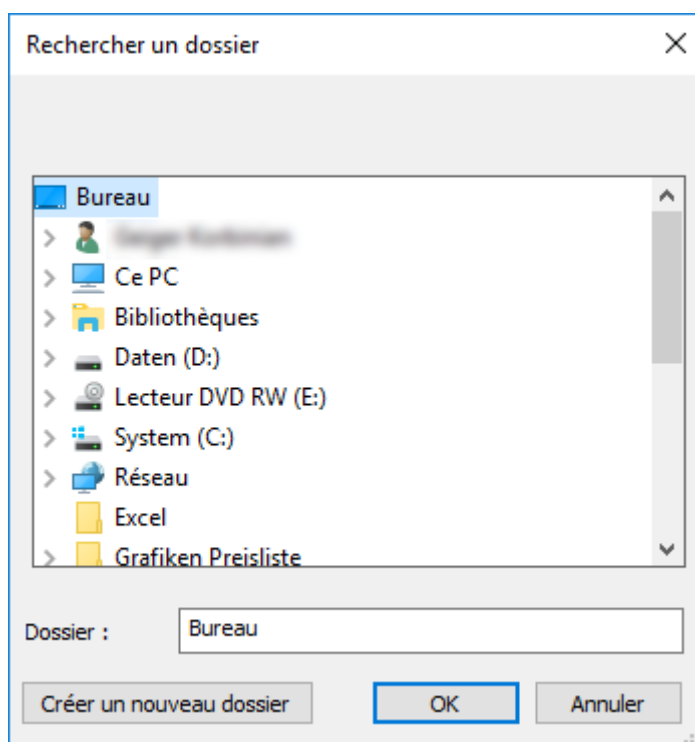 Rechercher un dossier
Bureau
Ce PC
Bibliothèques
Daten (D:)
Lecteur DVD RW (E:)
System (C:)
Réseau
Excel
Grafiken Preisliste
Dossier : Bureau
Créer un nouveau dossier OK Annuler